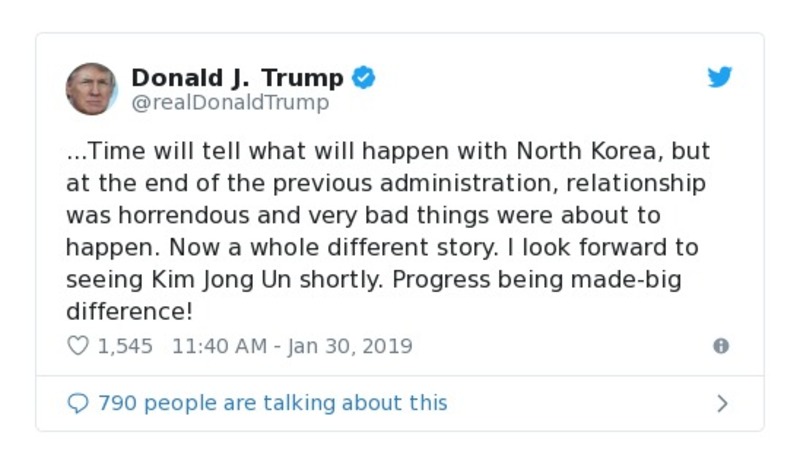 Donald J. Trump
@realDonaldTrump
...Time will tell what will happen with North Korea, but
at the end of the previous administration, relationship
was horrendous and very bad things were about to
happen. Now a whole different story. I look forward to
seeing Kim Jong Un shortly. Progress being made-big
difference!
1,545 11:40 AM - Jan 30, 2019
790 people are talking about this